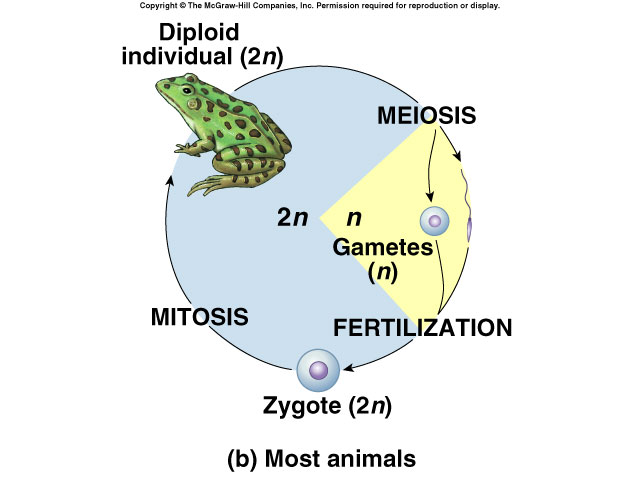 Copyright © The McGraw-Hill Companies, Inc. Permission required for reproduction or display.
Diploid
individual (2n)
MEIOSIS
2n
n
Gametes
(n)
MITOSIS
FERTILIZATION
Zygote (2n)
(b) Most animals